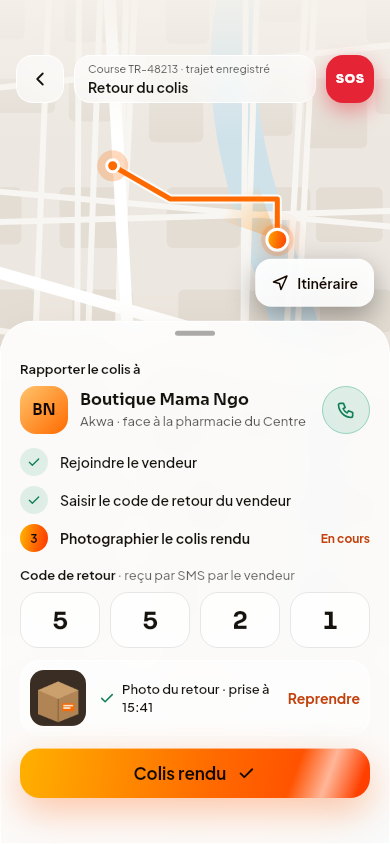 Course TR-48213 · trajet enregistré
Retour du colis
SOS
Itinéraire
Rapporter le colis à
BN
Boutique Mama Ngo
Akwa · face à la pharmacie du Centre
Rejoindre le vendeur
Saisir le code de retour du vendeur
3 Photographier le colis rendu En cours
Code de retour · reçu par SMS par le vendeur
5 5 2 1
Photo du retour · prise à
15:41
Reprendre
Colis rendu